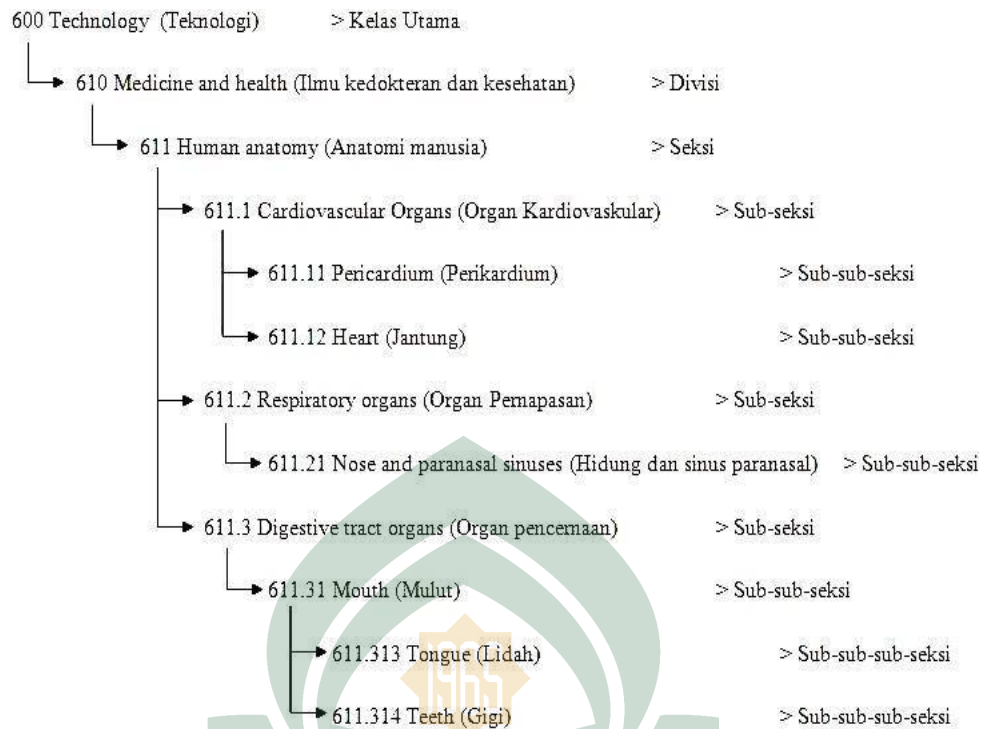 600 Technology (Teknologi) > Kelas Utama
610 Medicine and health (Ilmu kedokteran dan kesehatan) > Divisi
611 Human anatomy (Anatomi manusia) > Seksi
611.1 Cardiovascular Organs (Organ Kardiovaskular) > Sub-seksi
611.11 Pericardium (Perikardium) > Sub-sub-seksi
611.12 Heart (Jantung) > Sub-sub-seksi
611.2 Respiratory organs (Organ Pernapasan) > Sub-seksi
611.21 Nose and paranasal sinuses (Hidung dan sinus paranasal) > Sub-sub-seksi
611.3 Digestive tract organs (Organ pencernaan) > Sub-seksi
611.31 Mouth (Mulut) > Sub-sub-seksi
611.313 Tongue (Lidah) > Sub-sub-sub-seksi
1965
611.314 Teeth (Gigi) > Sub-sub-sub-seksi